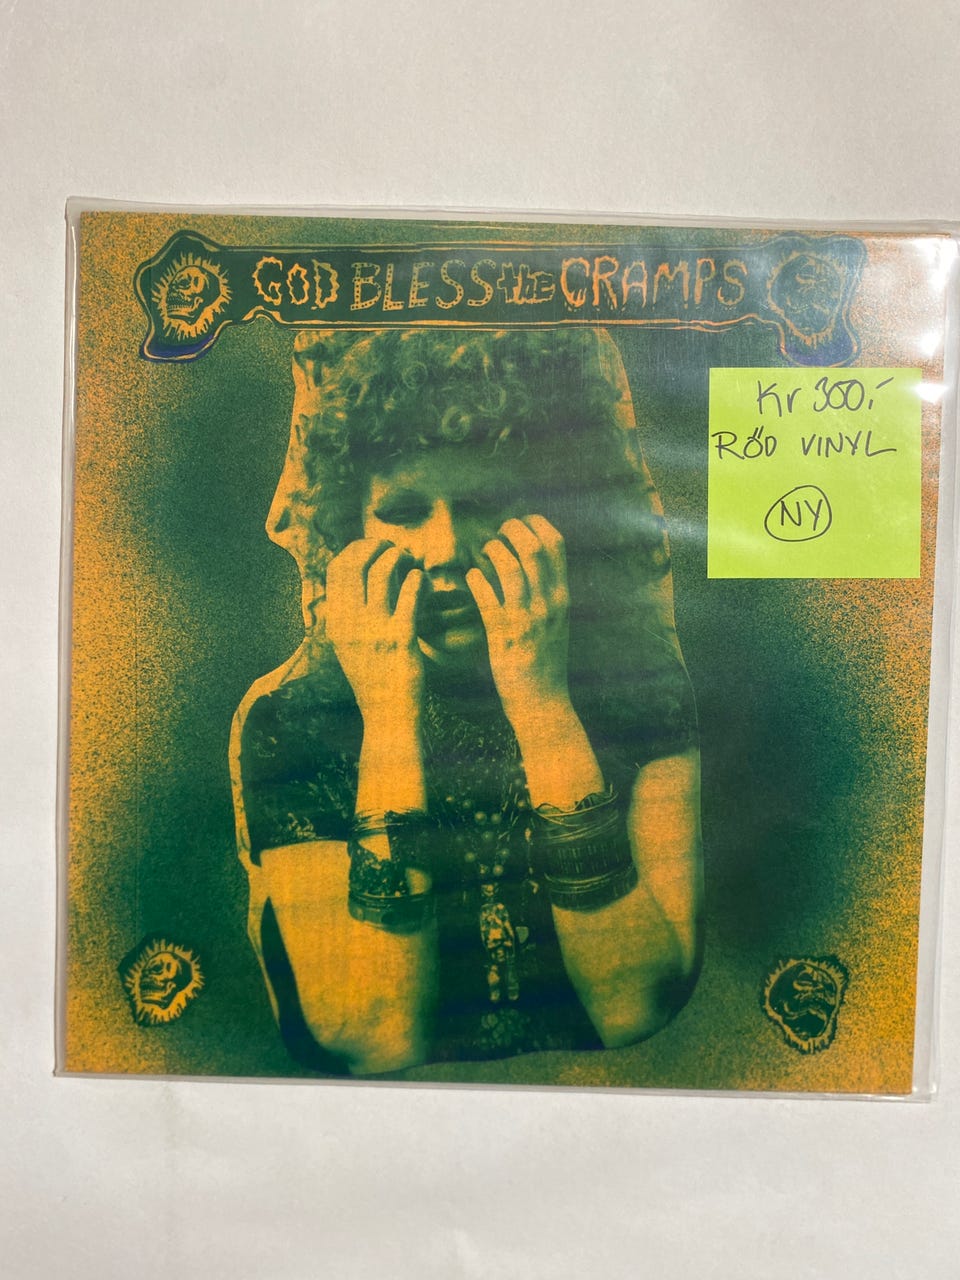 GOD BLESS the CRAMPS
Kr 300,-
RÖD VINYL
NY